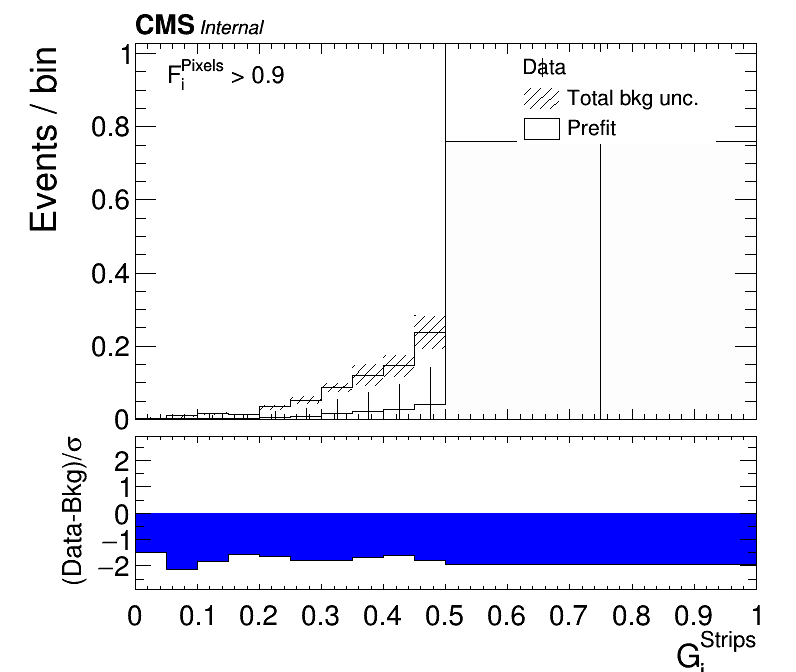 CMS Internal
F_i^Pixels > 0.9
Data
Total bkg unc.
Prefit
Events / bin
1
0.8
0.6
0.4
0.2
0
(Data-Bkg)/σ
2
1
0
−1
−2
0 0.1 0.2 0.3 0.4 0.5 0.6 0.7 0.8 0.9 1
G_i^Strips